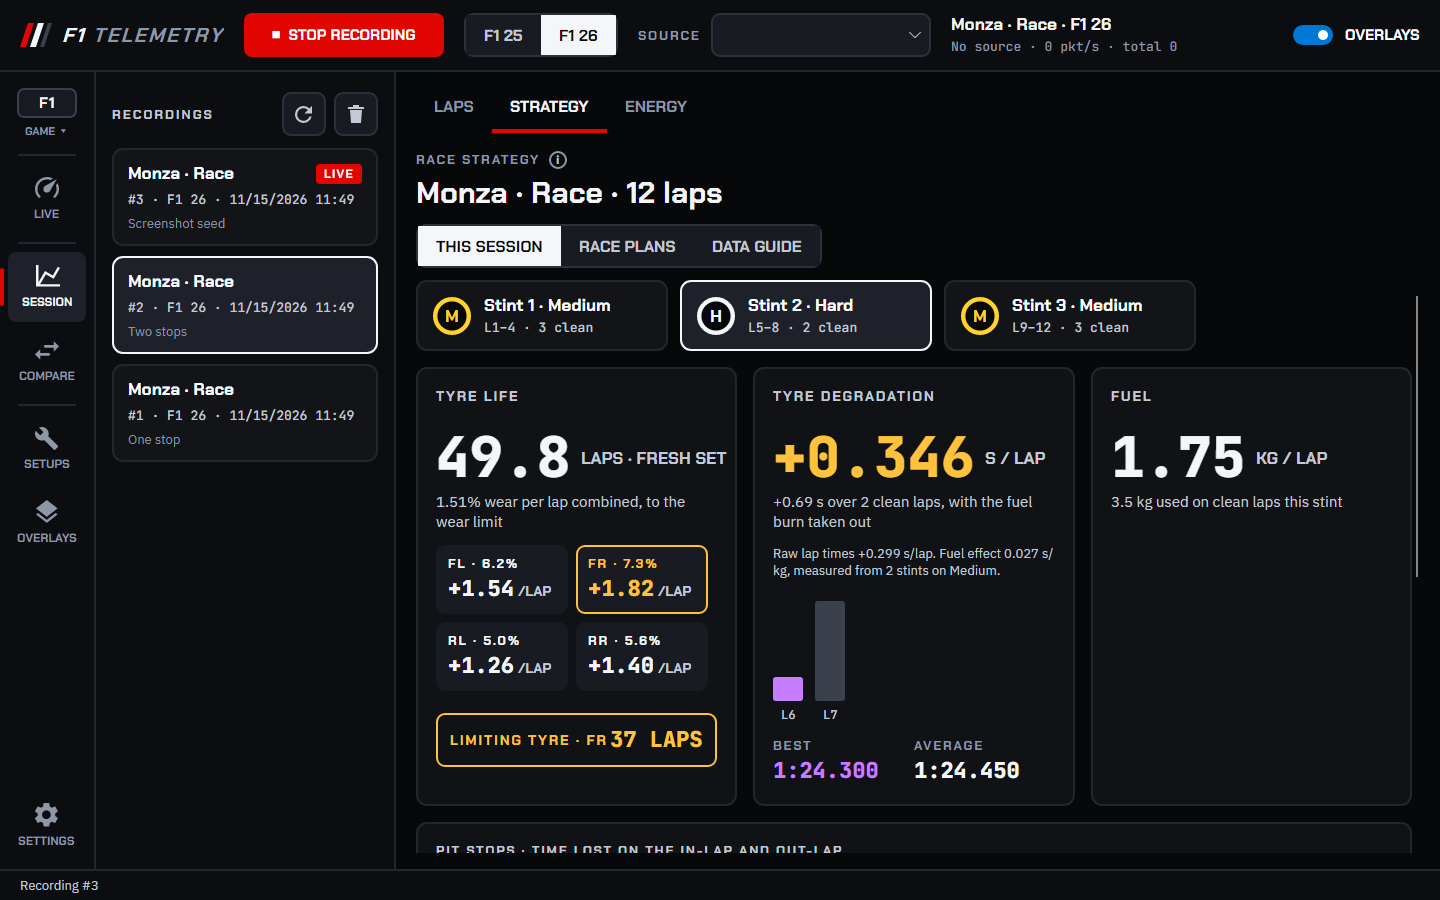 F1 TELEMETRY
STOP RECORDING
F1 25
F1 26
SOURCE
Monza · Race · F1 26
No source · 0 pkt/s · total 0
OVERLAYS
F1
GAME
LIVE
SESSION
COMPARE
SETUPS
OVERLAYS
SETTINGS
RECORDINGS
Monza · Race
LIVE
#3 · F1 26 · 11/15/2026 11:49
Screenshot seed
Monza · Race
#2 · F1 26 · 11/15/2026 11:49
Two stops
Monza · Race
#1 · F1 26 · 11/15/2026 11:49
One stop
LAPS
STRATEGY
ENERGY
RACE STRATEGY
Monza · Race · 12 laps
THIS SESSION
RACE PLANS
DATA GUIDE
M
Stint 1 · Medium
L1–4 · 3 clean
H
Stint 2 · Hard
L5–8 · 2 clean
M
Stint 3 · Medium
L9–12 · 3 clean
TYRE LIFE
49.8 LAPS · FRESH SET
1.51% wear per lap combined, to the
wear limit
FL · 6.2%
+1.54 /LAP
FR · 7.3%
+1.82 /LAP
RL · 5.0%
+1.26 /LAP
RR · 5.6%
+1.40 /LAP
LIMITING TYRE · FR 37 LAPS
TYRE DEGRADATION
+0.346 S / LAP
+0.69 s over 2 clean laps, with the fuel
burn taken out
Raw lap times +0.299 s/lap. Fuel effect 0.027 s/
kg, measured from 2 stints on Medium.
L6
L7
BEST
1:24.300
AVERAGE
1:24.450
FUEL
1.75 KG / LAP
3.5 kg used on clean laps this stint
PIT STOPS · TIME LOST ON THE IN-LAP AND OUT-LAP
Recording #3